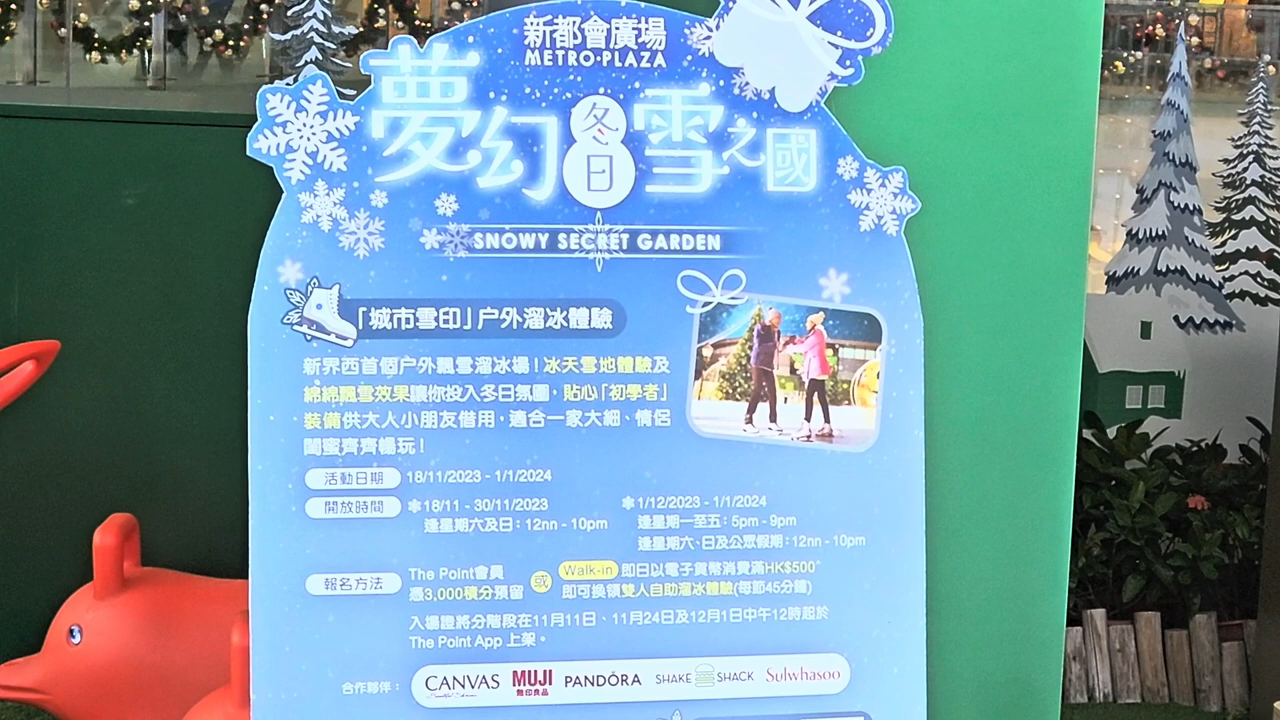 新都會廣場
METRO·PLAZA
夢幻冬日雪之國
SNOWY SECRET GARDEN
「城市雪印」户外溜冰體驗
新界西首個户外飄雪溜冰場！冰天雪地體驗及
綿綿飄雪效果讓你投入冬日氛圍，貼心「初學者」
裝備供大人小朋友借用，適合一家大細、情侶
閨蜜齊齊暢玩！
活動日期 18/11/2023 - 1/1/2024
開放時間 18/11 - 30/11/2023
逢星期六及日：12nn - 10pm
1/12/2023 - 1/1/2024
逢星期一至五：5pm - 9pm
逢星期六、日及公眾假期：12nn - 10pm
報名方法 The Point會員
憑3,000積分預留
或
Walk-in 即日以電子貨幣消費滿HK$500^
即可換領雙人自助溜冰體驗(每節45分鐘)
入場證將分階段在11月11日、11月24日及12月1日中午12時起於
The Point App 上架。
合作夥伴： CANVAS MUJI 無印良品 PANDÖRA SHAKE SHACK Sulwhasoo